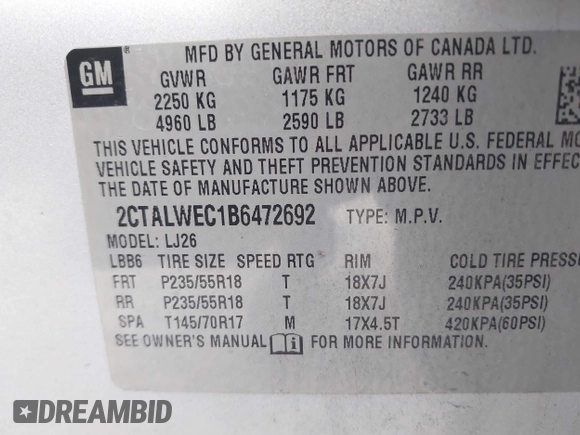 GM
MFD BY GENERAL MOTORS OF CANADA LTD.
GVWR GAWR FRT GAWR RR
2250 KG 1175 KG 1240 KG
4960 LB 2590 LB 2733 LB
THIS VEHICLE CONFORMS TO ALL APPLICABLE U.S. FEDERAL MO
VEHICLE SAFETY AND THEFT PREVENTION STANDARDS IN EFFEC
THE DATE OF MANUFACTURE SHOWN ABOVE.
2CTALWEC1B6472692 TYPE: M.P.V.
MODEL: LJ26
LBB6 TIRE SIZE SPEED RTG RIM COLD TIRE PRESSU
FRT P235/55R18 T 18X7J 240KPA(35PSI)
RR P235/55R18 T 18X7J 240KPA(35PSI)
SPA T145/70R17 M 17X4.5T 420KPA(60PSI)
SEE OWNER'S MANUAL FOR MORE INFORMATION.
DREAMBID